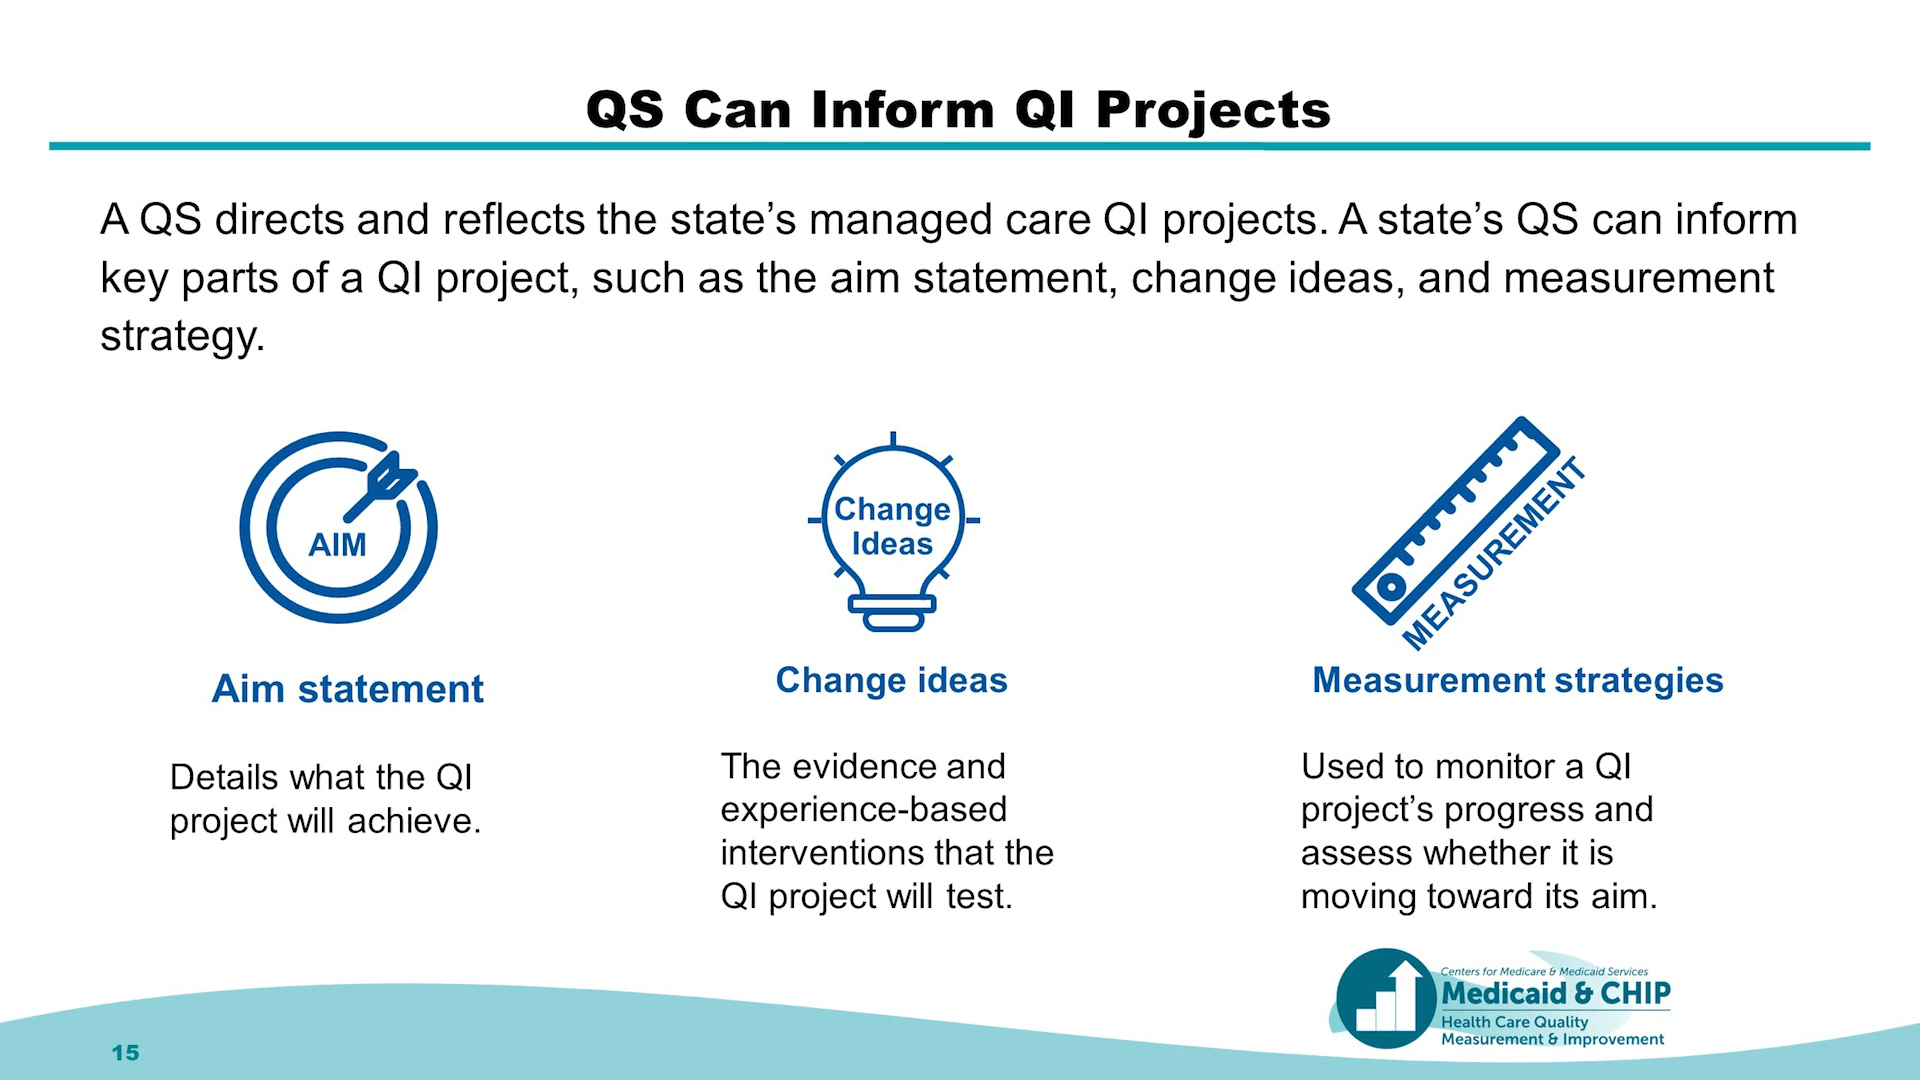 QS Can Inform QI Projects
A QS directs and reflects the state’s managed care QI projects. A state’s QS can inform
key parts of a QI project, such as the aim statement, change ideas, and measurement
strategy.
AIM
Aim statement
Details what the QI
project will achieve.
Change
Ideas
Change ideas
The evidence and
experience-based
interventions that the
QI project will test.
MEASUREMENT
Measurement strategies
Used to monitor a QI
project’s progress and
assess whether it is
moving toward its aim.
Centers for Medicare & Medicaid Services
Medicaid & CHIP
Health Care Quality
Measurement & Improvement
15